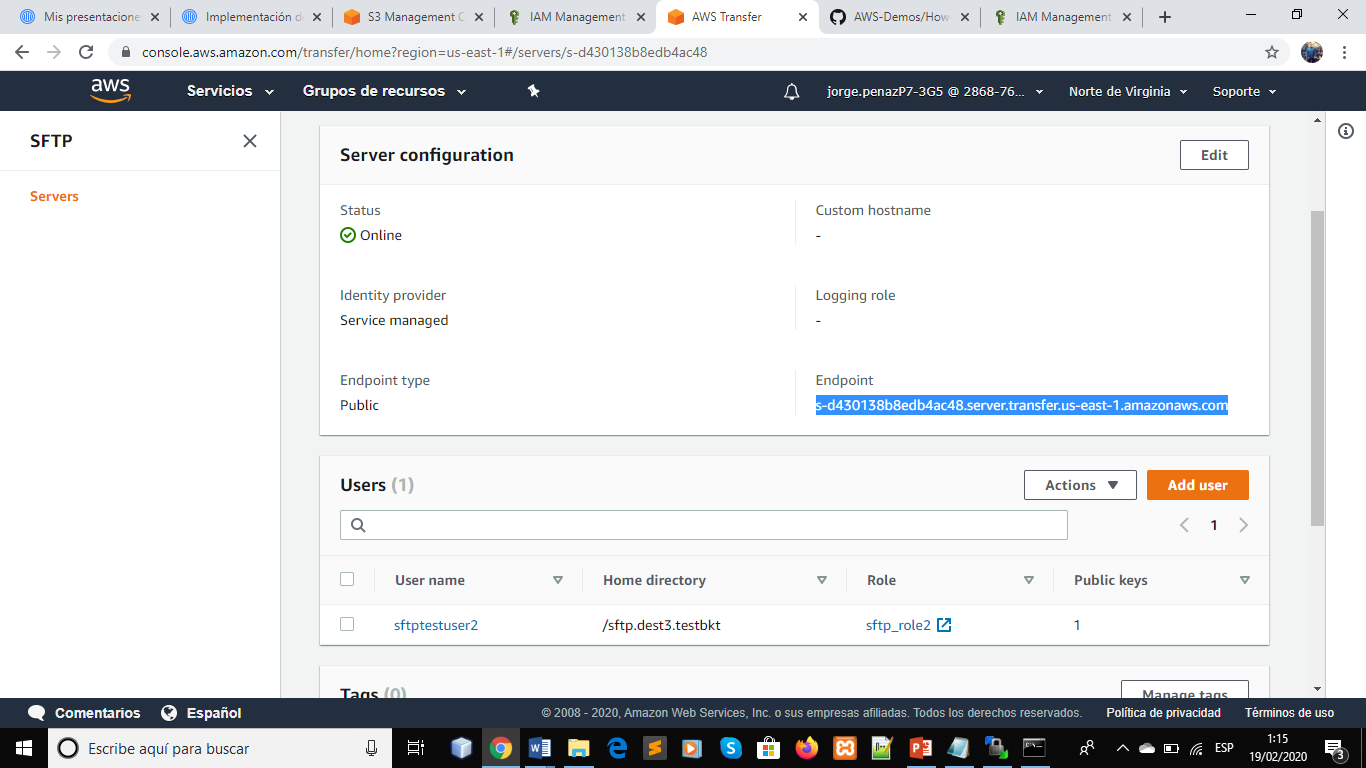 Mis presentacione
Implementación d
S3 Management C
IAM Management
AWS Transfer
AWS-Demos/How
IAM Management
console.aws.amazon.com/transfer/home?region=us-east-1#/servers/s-d430138b8edb4ac48
aws
Servicios
Grupos de recursos
jorge.penazP7-3G5 @ 2868-76...
Norte de Virginia
Soporte
SFTP
Servers
Server configuration
Edit
Status
Online
Custom hostname
-
Identity provider
Service managed
Logging role
-
Endpoint type
Public
Endpoint
s-d430138b8edb4ac48.server.transfer.us-east-1.amazonaws.com
Users (1)
Actions
Add user
1
User name
Home directory
Role
Public keys
sftptestuser2
/sftp.dest3.testbkt
sftp_role2
1
Tags (0)
Manage tags
Comentarios
Español
© 2008 - 2020, Amazon Web Services, Inc. o sus empresas afiliadas. Todos los derechos reservados.
Política de privacidad
Términos de uso
Escribe aquí para buscar
ESP
1:15
19/02/2020
3